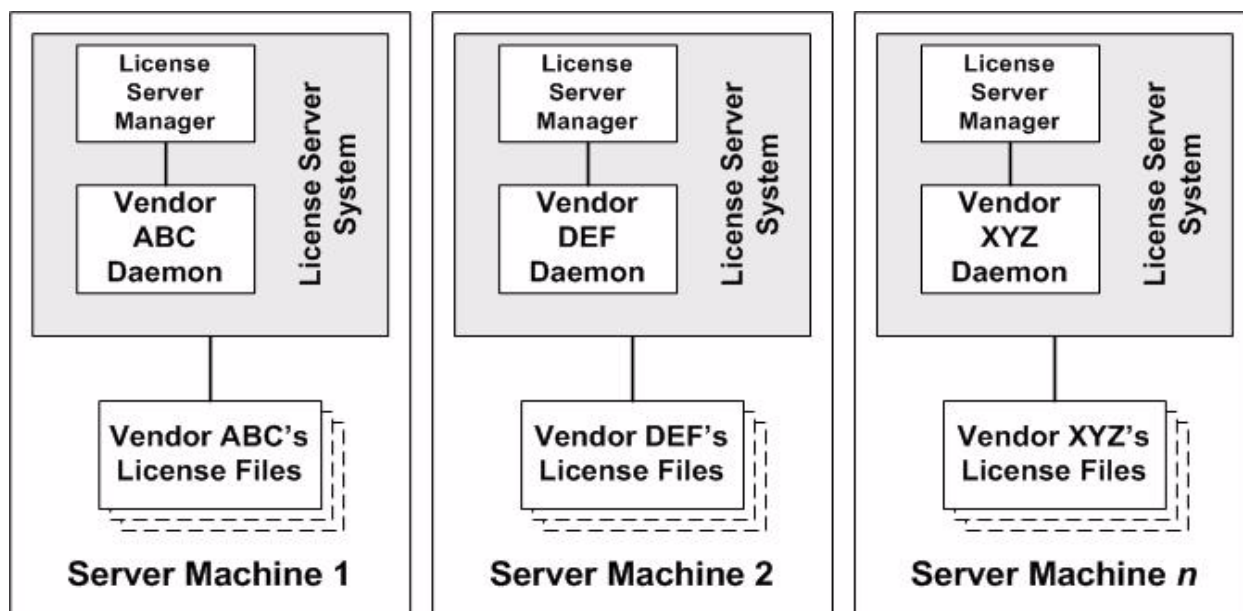 License
Server
Manager
Vendor
ABC
Daemon
License Server
System
Vendor ABC's
License Files
Server Machine 1
License
Server
Manager
Vendor
DEF
Daemon
License Server
System
Vendor DEF's
License Files
Server Machine 2
License
Server
Manager
Vendor
XYZ
Daemon
License Server
System
Vendor XYZ's
License Files
Server Machine n